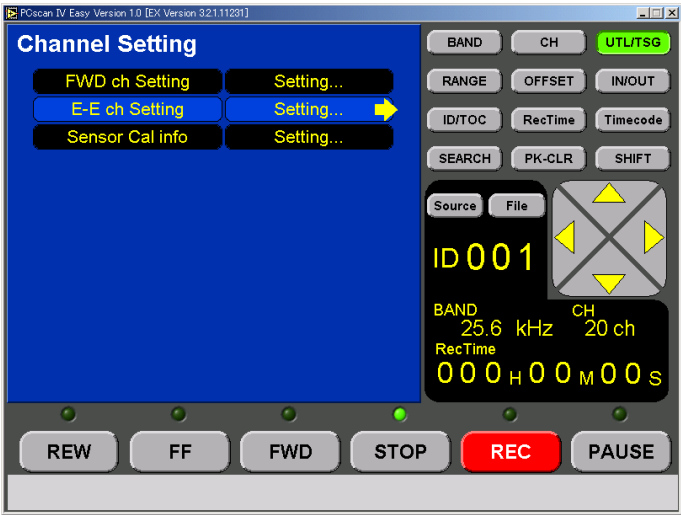 PCscan IV Easy Version 1.0 [EX Version 3.2.1.11231]
Channel Setting
FWD ch Setting Setting...
E-E ch Setting Setting...
Sensor Cal info Setting...
BAND CH UTL/TSG
RANGE OFFSET IN/OUT
ID/TOC RecTime Timecode
SEARCH PK-CLR SHIFT
Source File
ID 001
BAND CH
25.6 kHz 20 ch
RecTime
000 H 00 M 00 S
REW FF FWD STOP REC PAUSE